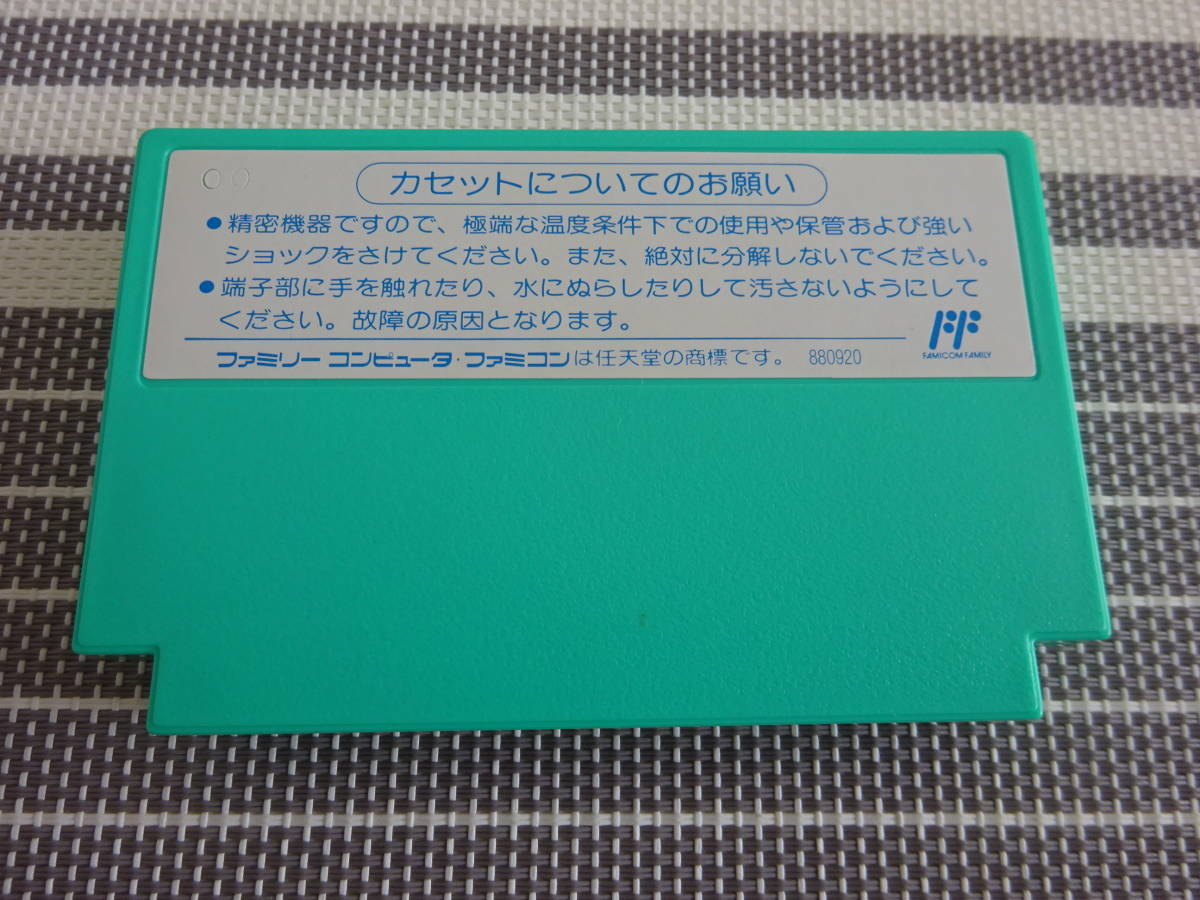 カセットについてのお願い
●精密機器ですので、極端な温度条件下での使用や保管および強い
ショックをさけてください。また、絶対に分解しないでください。
●端子部に手を触れたり、水にぬらしたりして汚さないようにして
ください。故障の原因となります。
FF
FAMICOM FAMILY
ファミリー コンピュータ・ファミコンは任天堂の商標です。 880920